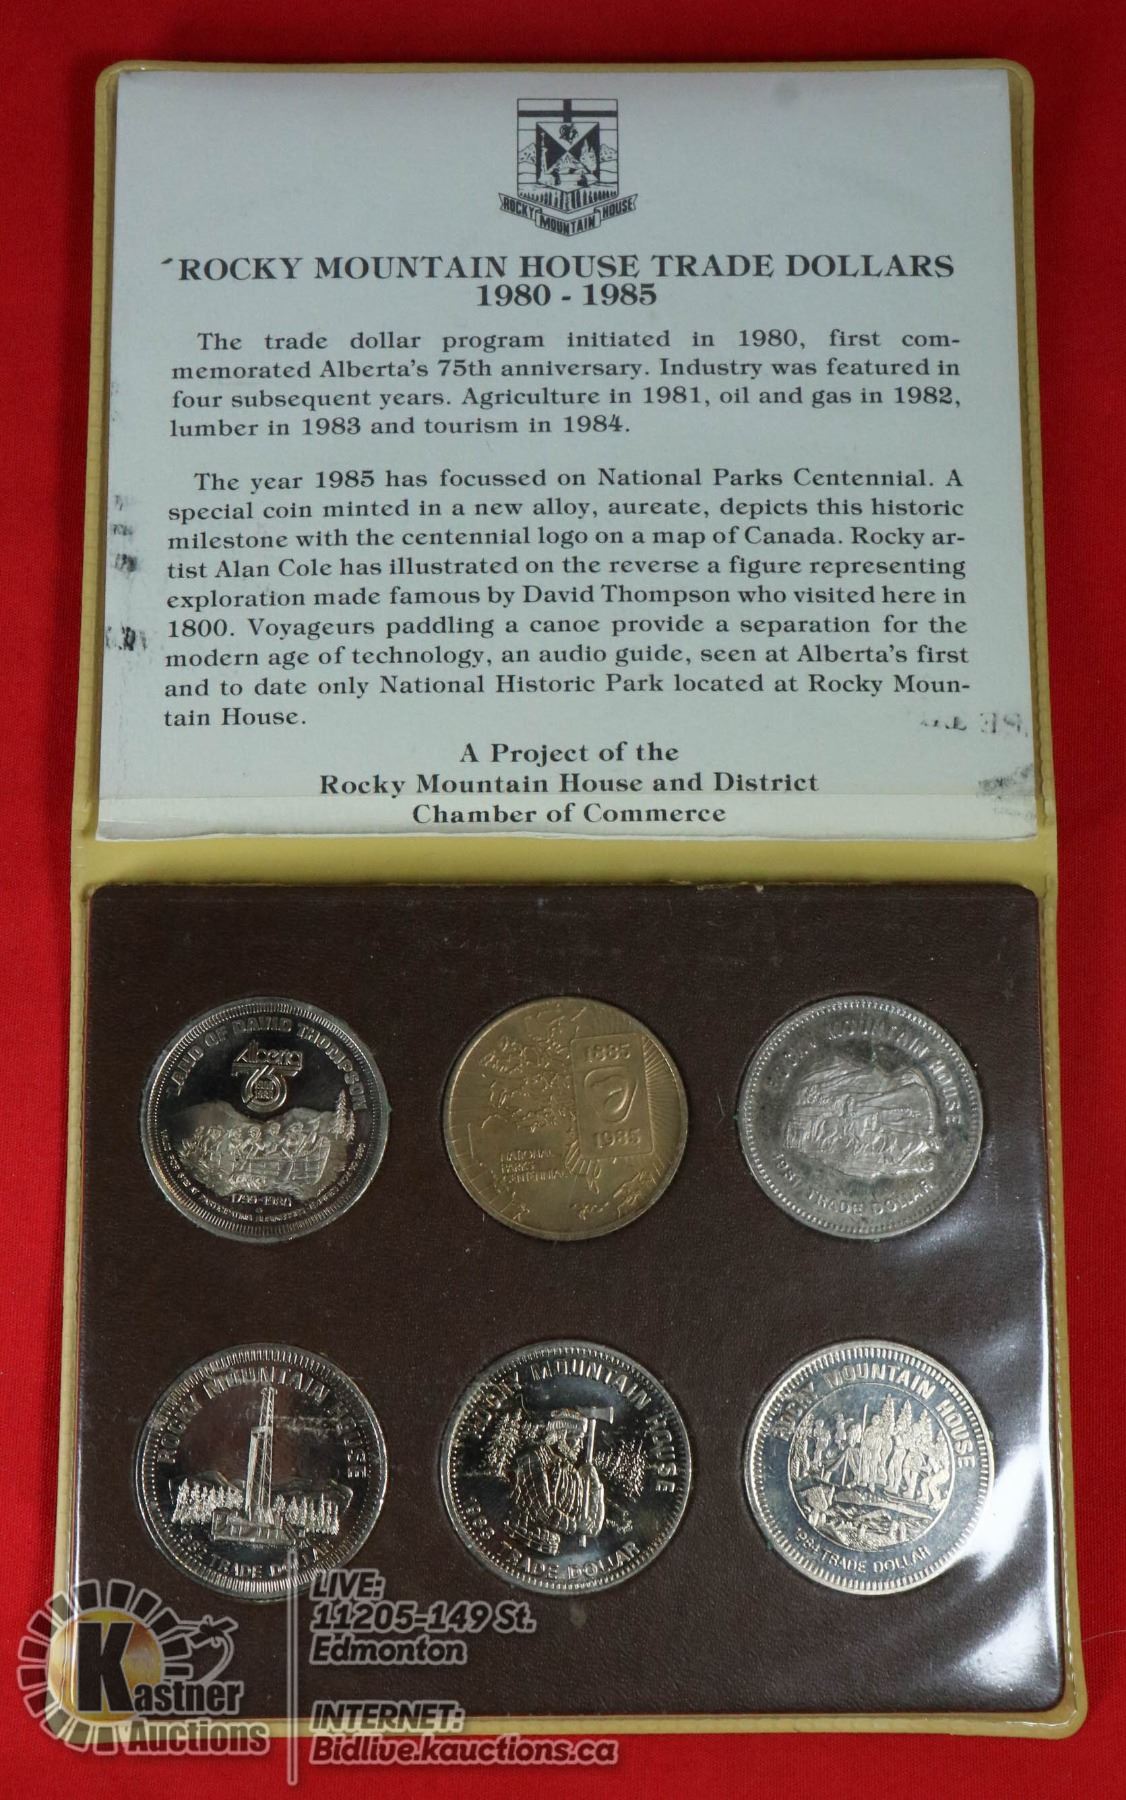 ROCKY MOUNTAIN HOUSE
ROCKY MOUNTAIN HOUSE TRADE DOLLARS
1980 - 1985
The trade dollar program initiated in 1980, first com-
memorated Alberta's 75th anniversary. Industry was featured in
four subsequent years. Agriculture in 1981, oil and gas in 1982,
lumber in 1983 and tourism in 1984.
The year 1985 has focussed on National Parks Centennial. A
special coin minted in a new alloy, aureate, depicts this historic
milestone with the centennial logo on a map of Canada. Rocky ar-
tist Alan Cole has illustrated on the reverse a figure representing
exploration made famous by David Thompson who visited here in
1800. Voyageurs paddling a canoe provide a separation for the
modern age of technology, an audio guide, seen at Alberta's first
and to date only National Historic Park located at Rocky Moun-
tain House.
A Project of the
Rocky Mountain House and District
Chamber of Commerce
LAND OF DAVID THOMPSON
Alberta
75
1799-1980
1885
1985
NATIONAL
PARKS
CENTENNIAL
ROCKY MOUNTAIN HOUSE
1981 TRADE DOLLAR
ROCKY MOUNTAIN HOUSE
1982 TRADE DOLLAR
ROCKY MOUNTAIN HOUSE
1983 TRADE DOLLAR
ROCKY MOUNTAIN HOUSE
1984 TRADE DOLLAR
Kastner
Auctions
LIVE:
11205-149 St.
Edmonton
INTERNET:
Bidlive.kauctions.ca